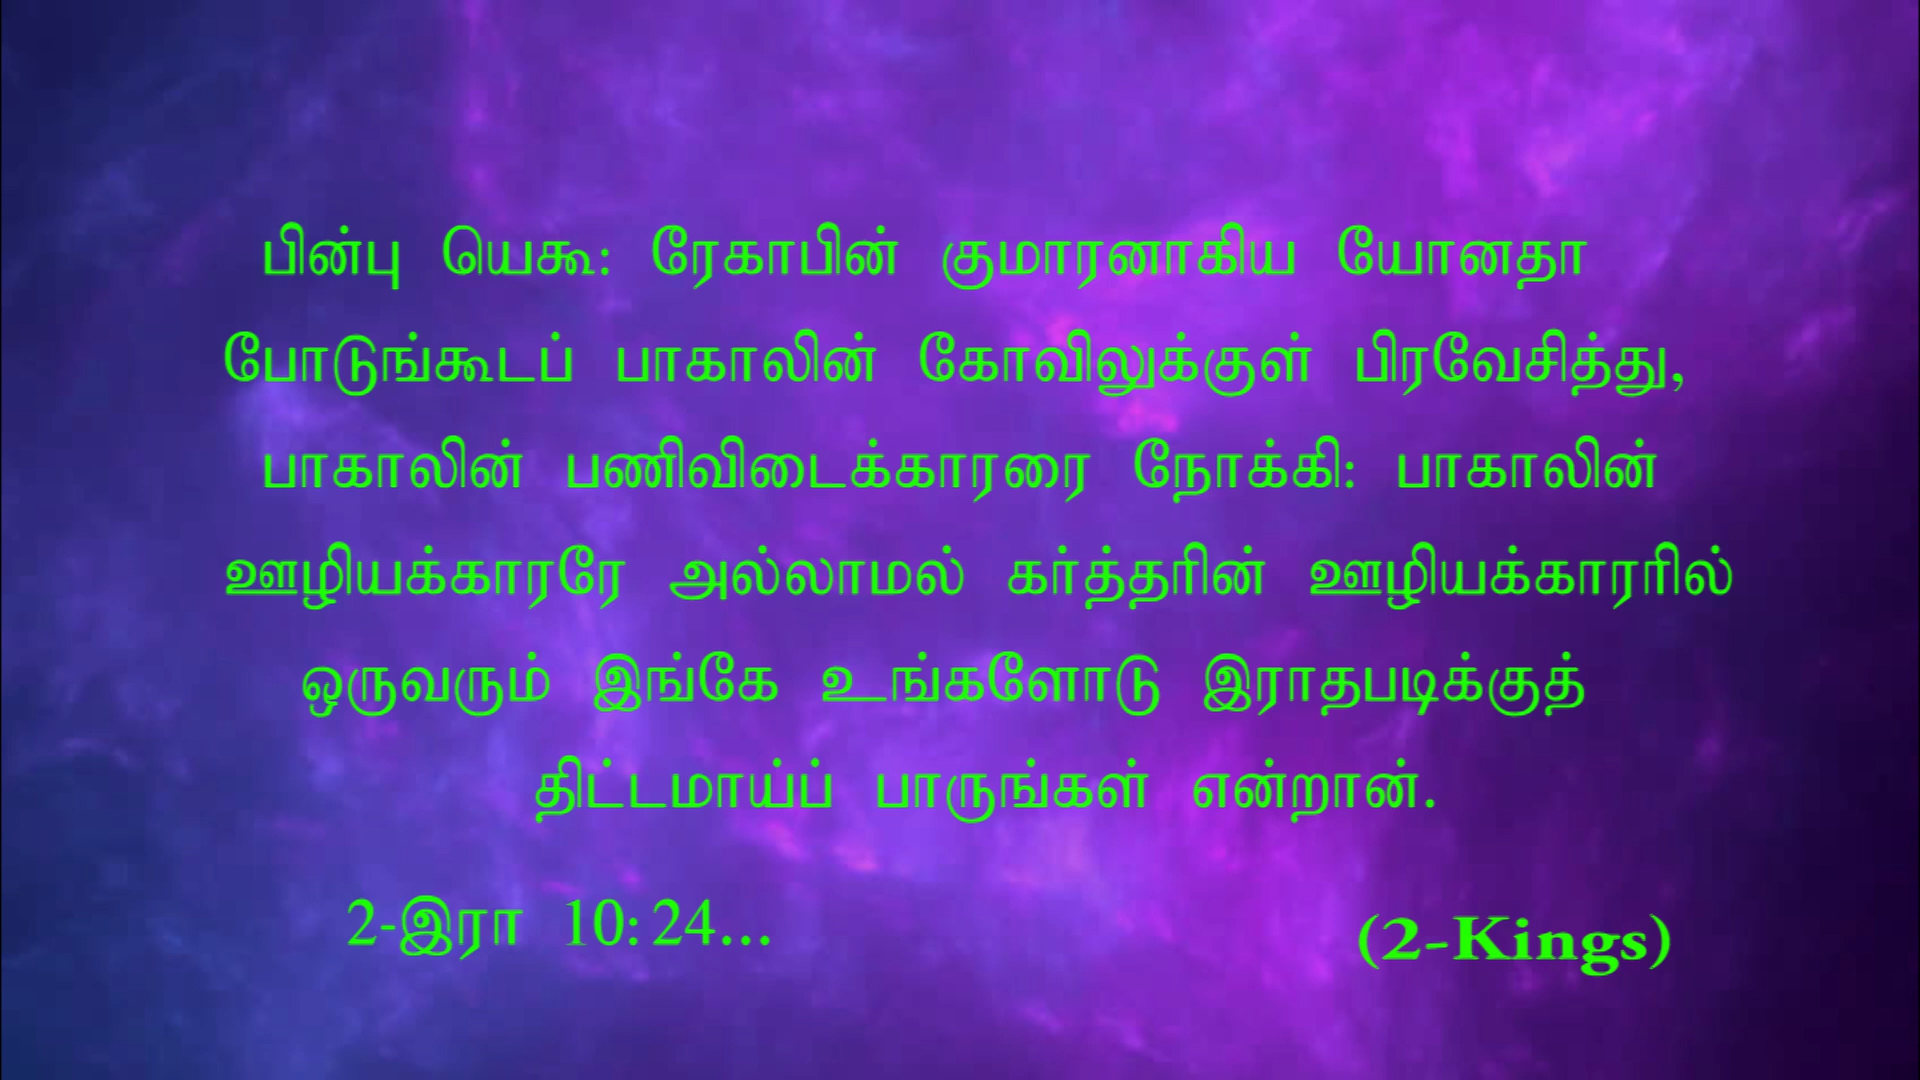 பின்பு யெகூ: ரேகாபின் குமாரனாகிய யோனதா
போடுங்கூடப் பாகாலின் கோவிலுக்குள் பிரவேசித்து,
பாகாலின் பணிவிடைக்காரரை நோக்கி: பாகாலின்
ஊழியக்காரரே அல்லாமல் கர்த்தரின் ஊழியக்காரரில்
ஒருவரும் இங்கே உங்களோடு இராதபடிக்குத்
திட்டமாய்ப் பாருங்கள் என்றான்.
2-இரா 10:24... (2-Kings)